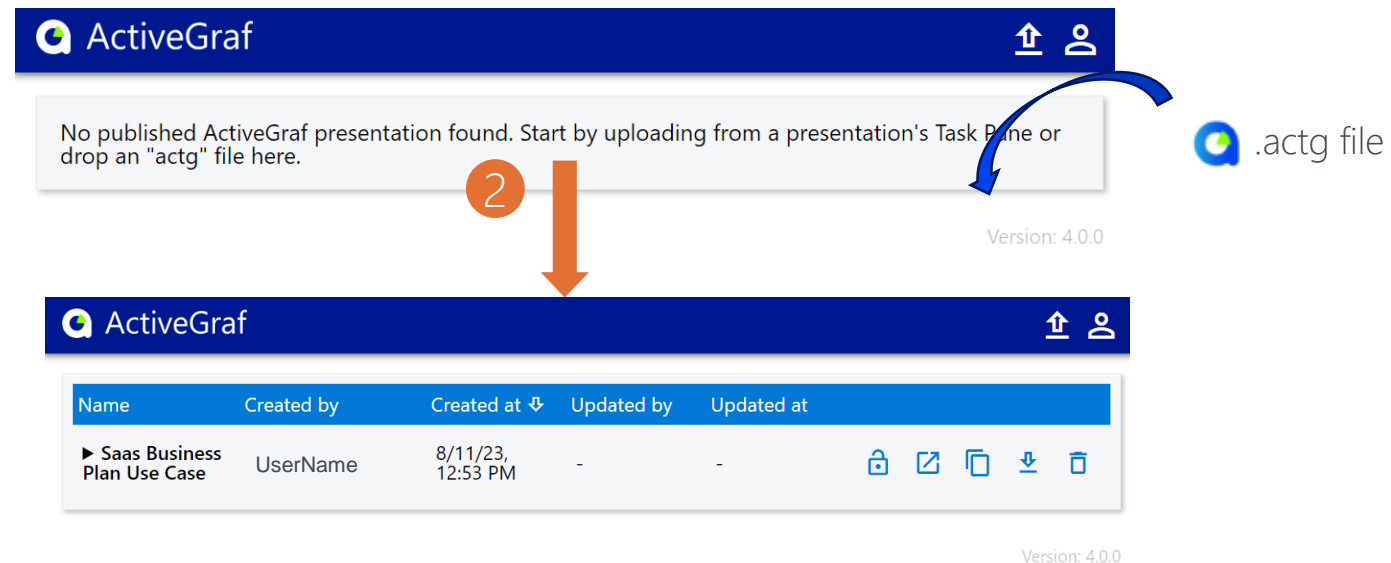 ActiveGraf
No published ActiveGraf presentation found. Start by uploading from a presentation's Task Pane or
drop an "actg" file here.
.actg file
2
Version: 4.0.0
ActiveGraf
Name Created by Created at Updated by Updated at
Saas Business
Plan Use Case
UserName
8/11/23,
12:53 PM
- -
Version: 4.0.0